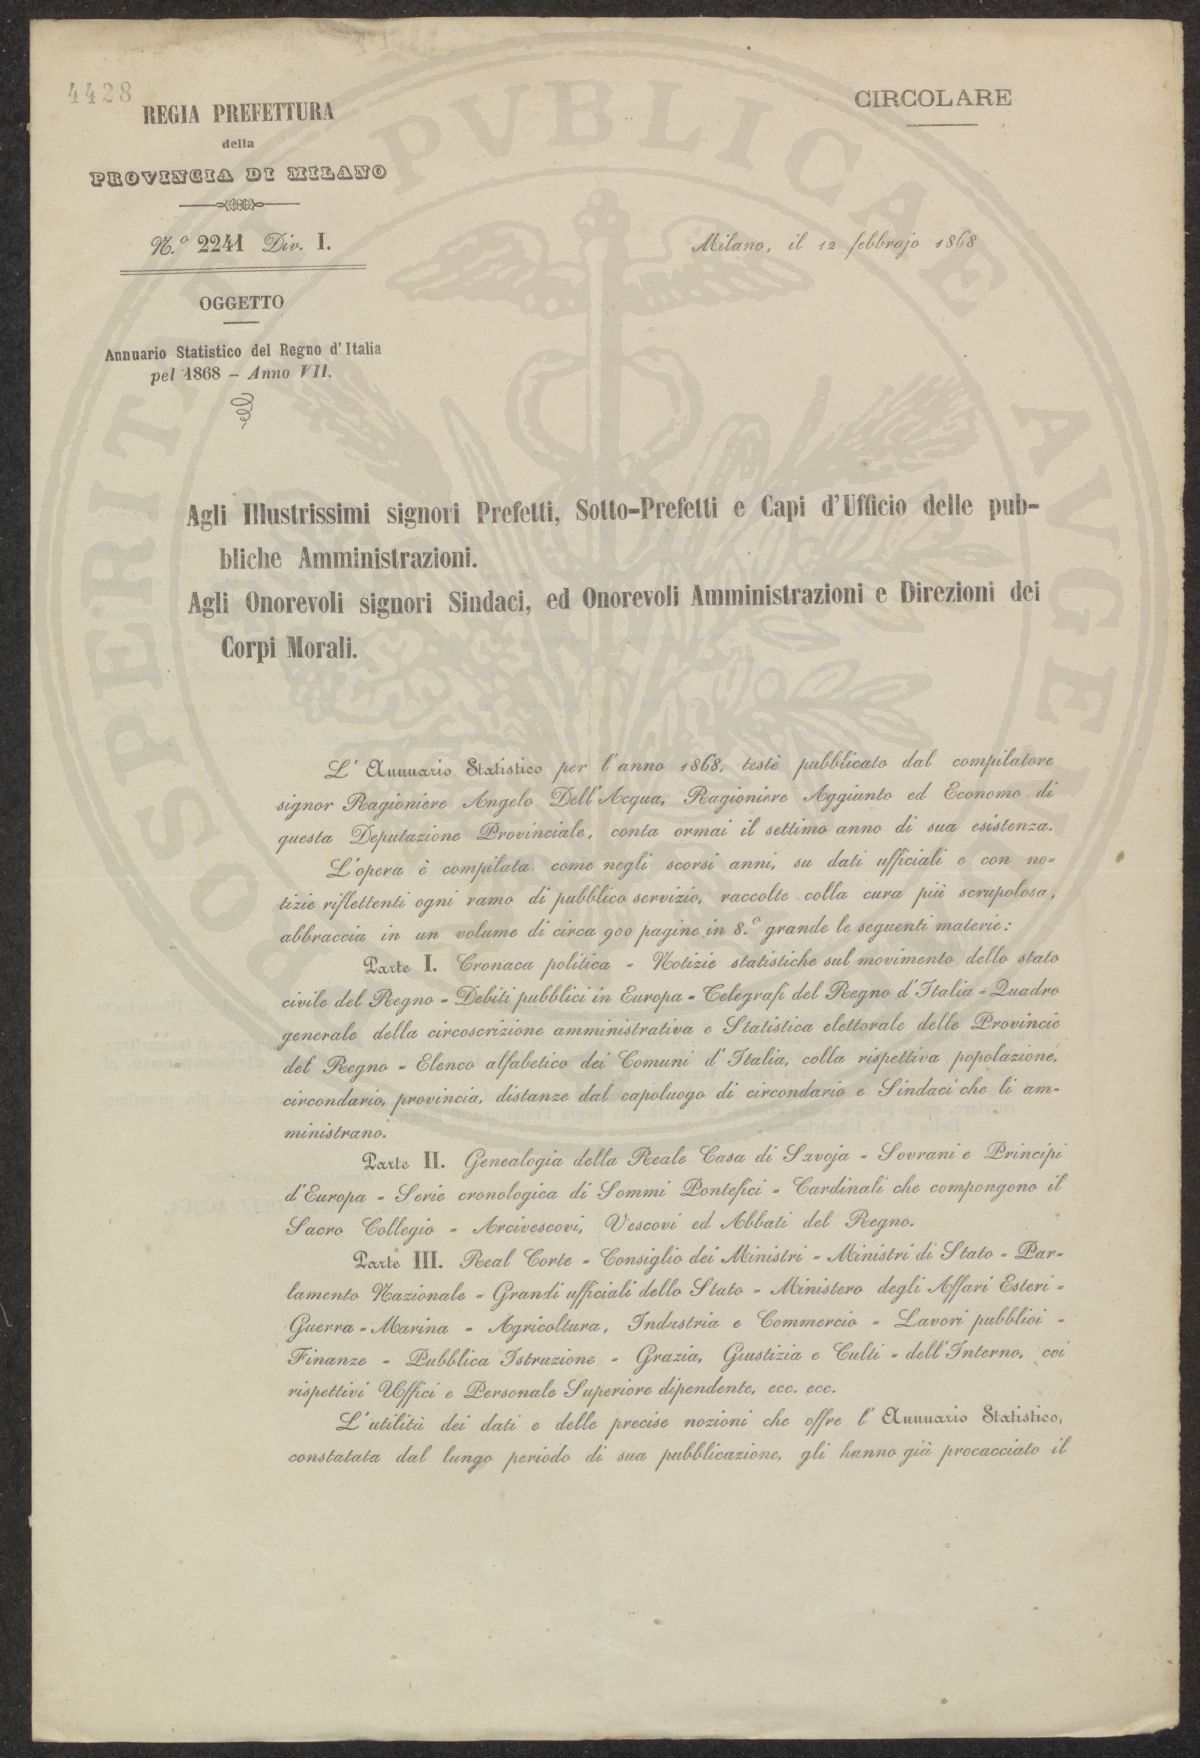 4428
REGIA PREFETTURA
della
PROVINCIA DI MILANO
N.º 2241 Div. I.
OGGETTO
Annuario Statistico del Regno d'Italia
pel 1868 – Anno VII.
CIRCOLARE
Milano, il 12 febbrajo 1868
Agli Illustrissimi signori Prefetti, Sotto-Prefetti e Capi d'Ufficio delle pub-
bliche Amministrazioni.
Agli Onorevoli signori Sindaci, ed Onorevoli Amministrazioni e Direzioni dei
Corpi Morali.
L'Annuario Statistico per l'anno 1868, testè pubblicato dal compilatore
signor Ragioniere Angelo Dell'Acqua, Ragioniere Aggiunto ed Economo di
questa Deputazione Provinciale, conta ormai il settimo anno di sua esistenza.
L'opera è compilata come negli scorsi anni, su dati ufficiali e con no-
tizie riflettenti ogni ramo di pubblico servizio, raccolte colla cura più scrupolosa,
abbraccia in un volume di circa 900 pagine in 8.º grande le seguenti materie:
Parte I. Cronaca politica - Notizie statistiche sul movimento dello stato
civile del Regno - Debiti pubblici in Europa - Telegrafi del Regno d'Italia - Quadro
generale della circoscrizione amministrativa e Statistica elettorale delle Provincie
del Regno - Elenco alfabetico dei Comuni d'Italia, colla rispettiva popolazione,
circondario, provincia, distanze dal capoluogo di circondario e Sindaci che li am-
ministrano.
Parte II. Genealogia della Reale Casa di Savoja - Sovrani e Principi
d'Europa - Serie cronologica di Sommi Pontefici - Cardinali che compongono il
Sacro Collegio - Arcivescovi, Vescovi ed Abbati del Regno.
Parte III. Real Corte - Consiglio dei Ministri - Ministri di Stato - Par-
lamento Nazionale - Grandi ufficiali dello Stato - Ministero degli Affari Esteri -
Guerra - Marina - Agricoltura, Industria e Commercio - Lavori pubblici -
Finanze - Pubblica Istruzione - Grazia, Giustizia e Culti - dell'Interno, coi
rispettivi Uffici e Personale Superiore dipendente, ecc. ecc.
L'utilità dei dati e delle precise nozioni che offre l'Annuario Statistico,
constatata dal lungo periodo di sua pubblicazione, gli hanno già procacciato il
PROSPERITATI PVBLICAE AVGENDAE